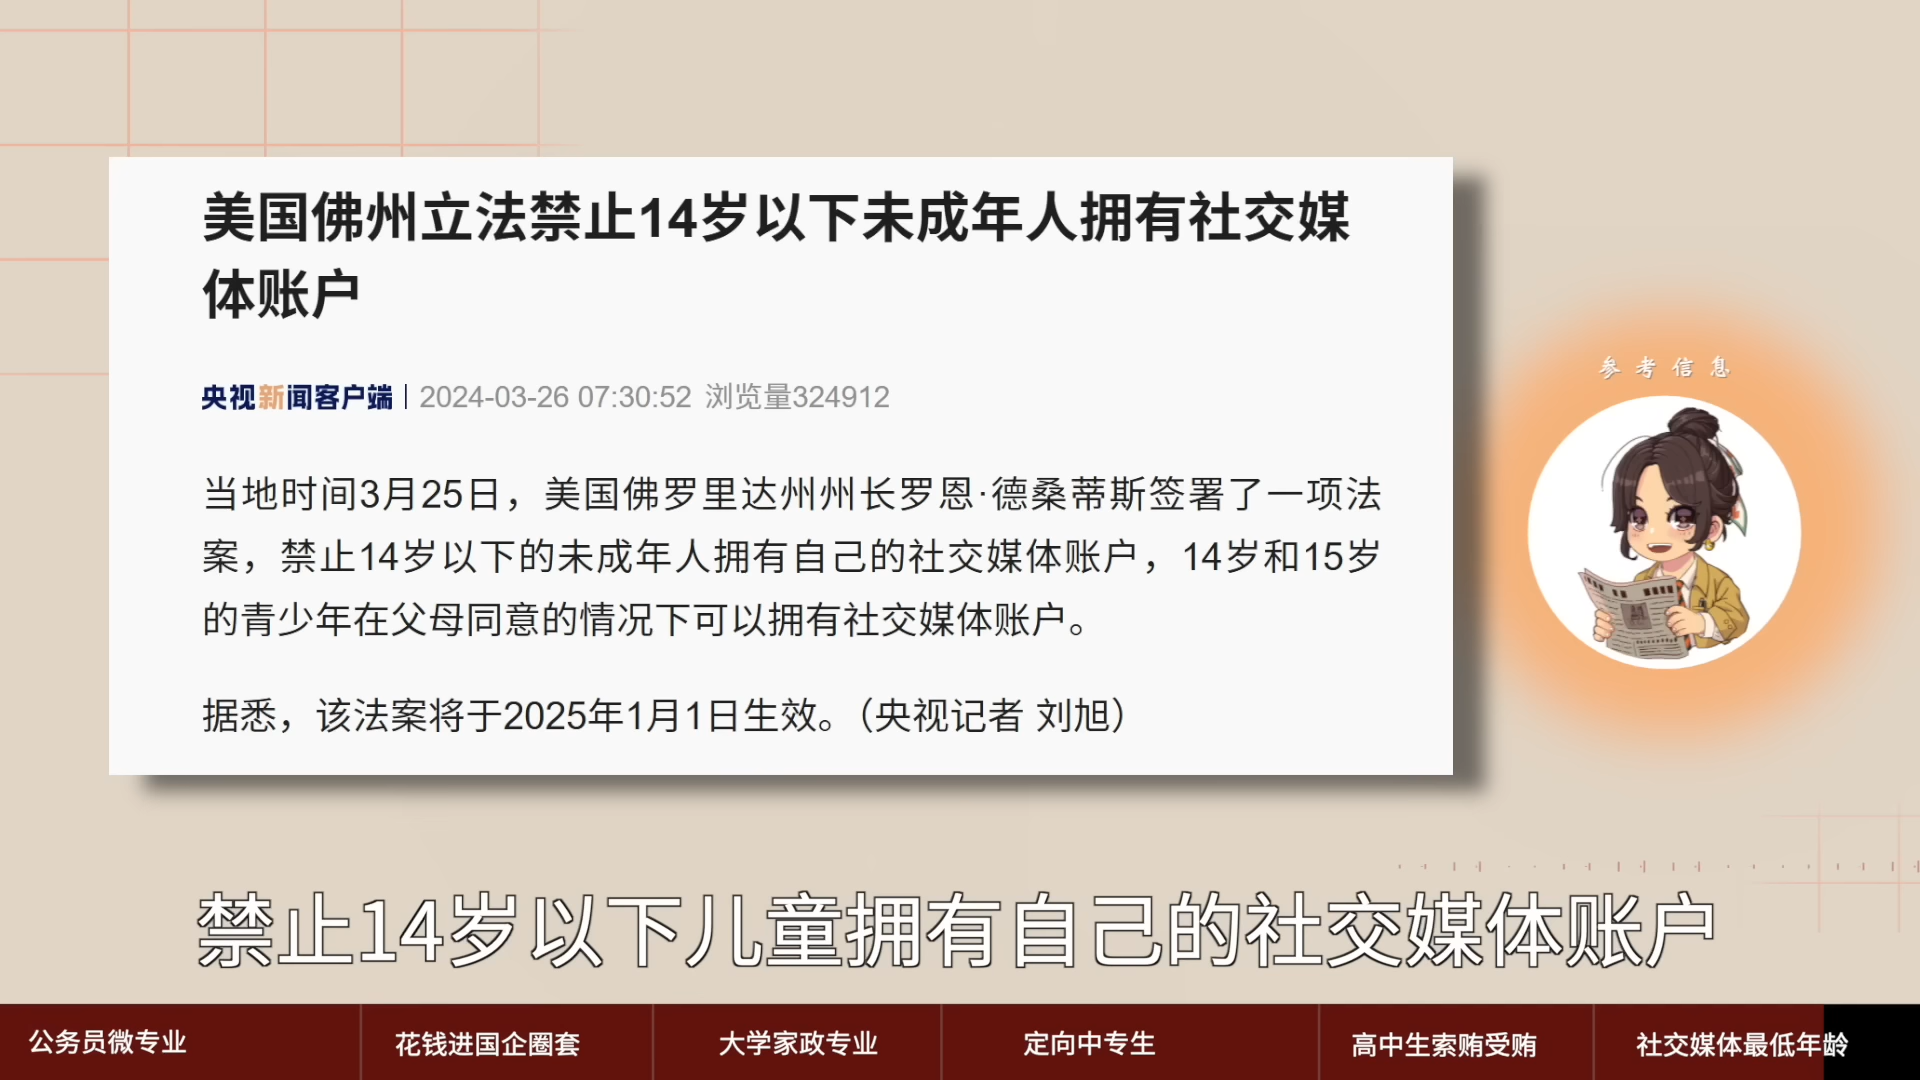 美国佛州立法禁止14岁以下未成年人拥有社交媒
体账户
央视新闻客户端 | 2024-03-26 07:30:52 浏览量324912
当地时间3月25日，美国佛罗里达州州长罗恩·德桑蒂斯签署了一项法
案，禁止14岁以下的未成年人拥有自己的社交媒体账户，14岁和15岁
的青少年在父母同意的情况下可以拥有社交媒体账户。
据悉，该法案将于2025年1月1日生效。（央视记者 刘旭）
参考信息
禁止14岁以下儿童拥有自己的社交媒体账户
公务员微专业
花钱进国企圈套
大学家政专业
定向中专生
高中生索贿受贿
社交媒体最低年龄